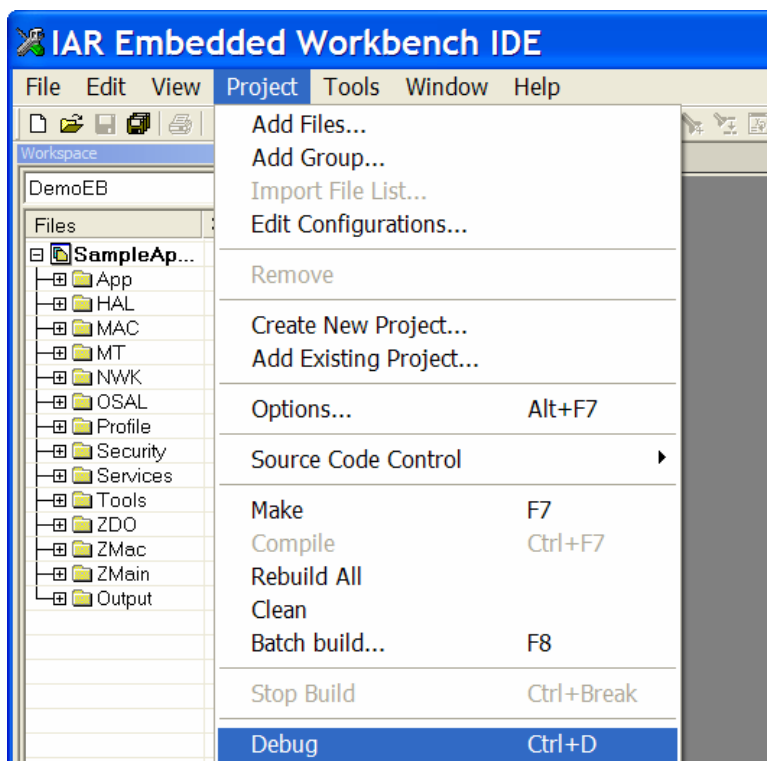 IAR Embedded Workbench IDE
File Edit View Project Tools Window Help
Workspace
DemoEB
Files
SampleAp...
App
HAL
MAC
MT
NWK
OSAL
Profile
Security
Services
Tools
ZDO
ZMac
ZMain
Output
Add Files...
Add Group...
Import File List...
Edit Configurations...
Remove
Create New Project...
Add Existing Project...
Options... Alt+F7
Source Code Control
Make F7
Compile Ctrl+F7
Rebuild All
Clean
Batch build... F8
Stop Build Ctrl+Break
Debug Ctrl+D